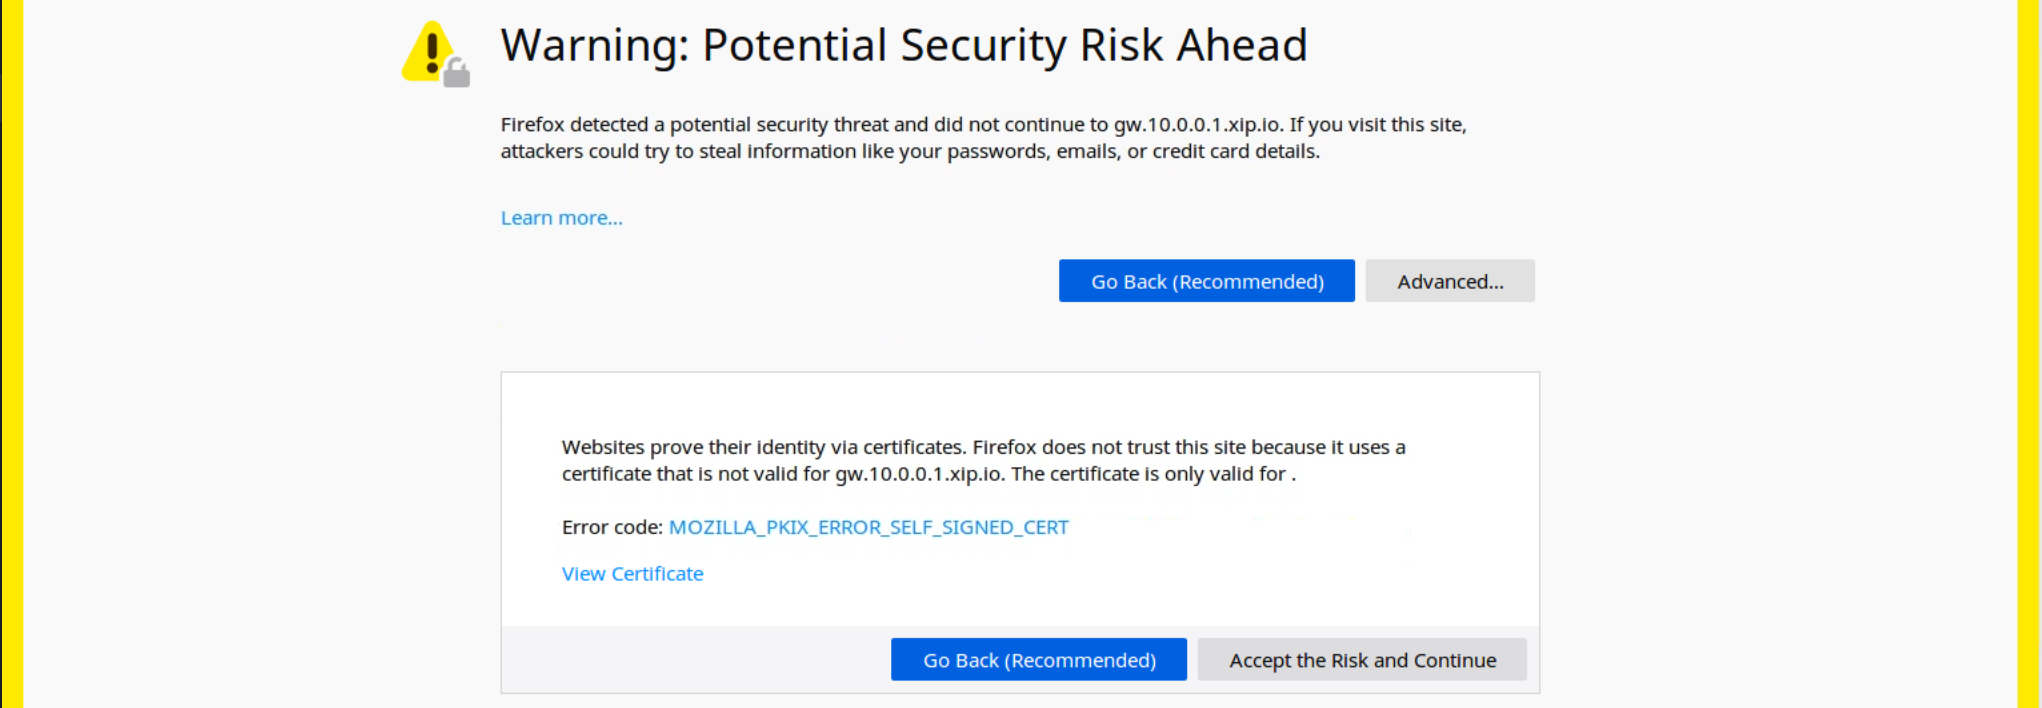 Warning: Potential Security Risk Ahead
Firefox detected a potential security threat and did not continue to gw.10.0.0.1.xip.io. If you visit this site,
attackers could try to steal information like your passwords, emails, or credit card details.
Learn more...
Go Back (Recommended)
Advanced...
Websites prove their identity via certificates. Firefox does not trust this site because it uses a
certificate that is not valid for gw.10.0.0.1.xip.io. The certificate is only valid for .
Error code: MOZILLA_PKIX_ERROR_SELF_SIGNED_CERT
View Certificate
Go Back (Recommended)
Accept the Risk and Continue